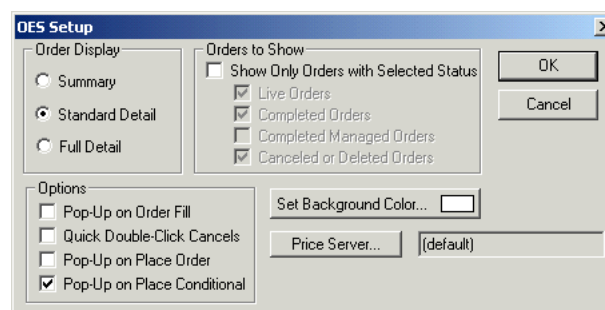 OES Setup
Order Display
Summary
Standard Detail
Full Detail
Orders to Show
Show Only Orders with Selected Status
Live Orders
Completed Orders
Completed Managed Orders
Canceled or Deleted Orders
OK
Cancel
Options
Pop-Up on Order Fill
Quick Double-Click Cancels
Pop-Up on Place Order
Pop-Up on Place Conditional
Set Background Color...
Price Server...
(default)